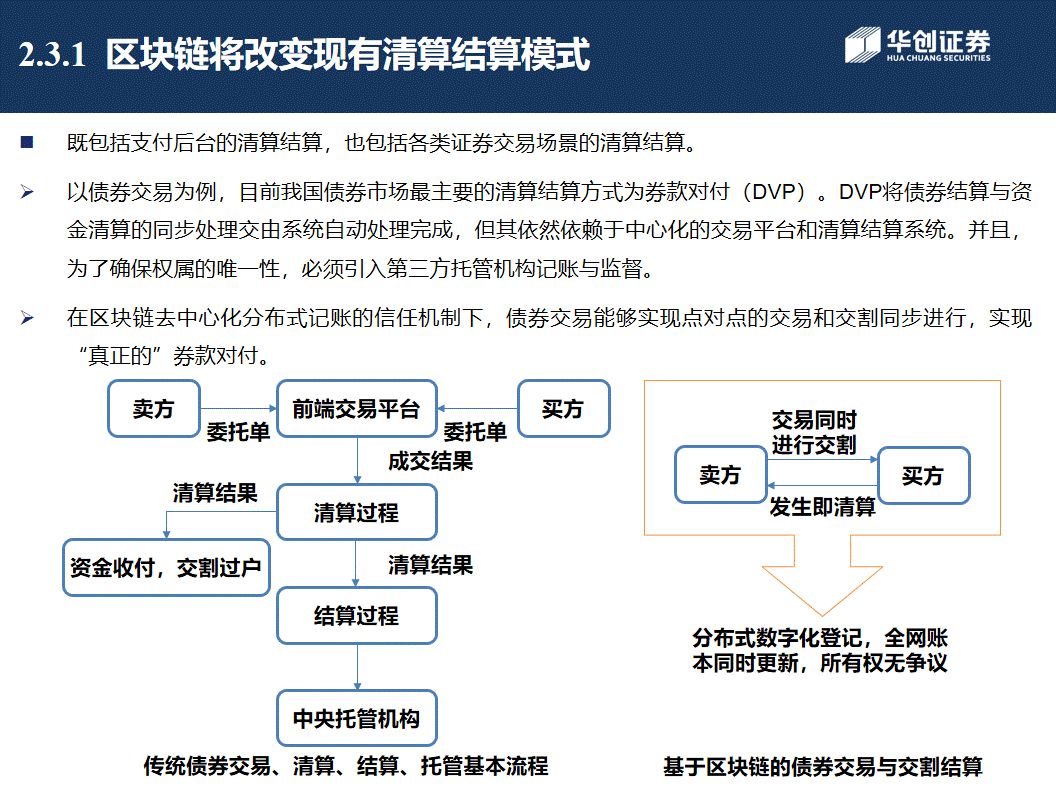 2.3.1 区块链将改变现有清算结算模式
华创证券
HUA CHUANG SECURITIES
既包括支付后台的清算结算，也包括各类证券交易场景的清算结算。
以债券交易为例，目前我国债券市场最主要的清算结算方式为券款对付（DVP）。DVP将债券结算与资
金清算的同步处理交由系统自动处理完成，但其依然依赖于中心化的交易平台和清算结算系统。并且，
为了确保权属的唯一性，必须引入第三方托管机构记账与监督。
在区块链去中心化分布式记账的信任机制下，债券交易能够实现点对点的交易和交割同步进行，实现
“真正的”券款对付。
卖方
前端交易平台
买方
委托单
委托单
成交结果
清算结果
清算过程
资金收付，交割过户
清算结果
结算过程
中央托管机构
传统债券交易、清算、结算、托管基本流程
交易同时
进行交割
卖方
买方
发生即清算
分布式数字化登记，全网账
本同时更新，所有权无争议
基于区块链的债券交易与交割结算